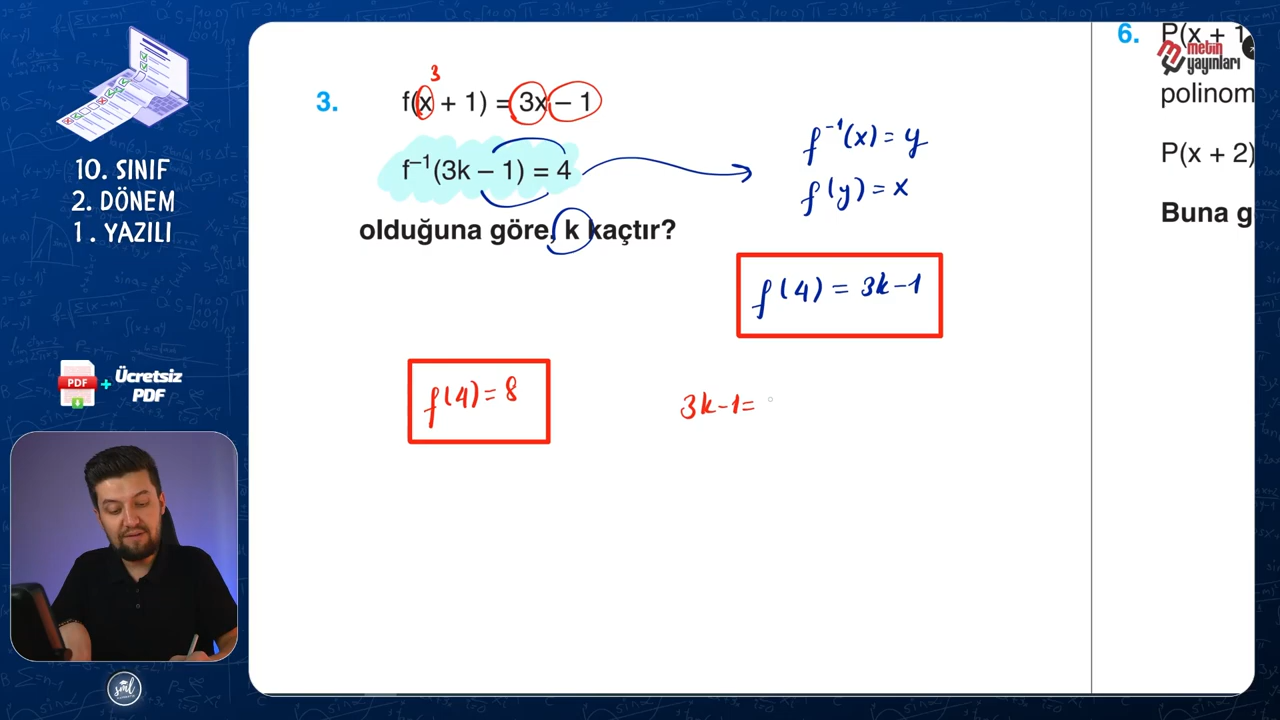 10. SINIF
2. DÖNEM
1. YAZILI
PDF + Ücretsiz PDF
sml
3. f(x + 1) = 3x – 1
3
f⁻¹(3k – 1) = 4
olduğuna göre, k kaçtır?
f⁻¹(x) = y
f(y) = x
f(4) = 3k-1
f(4) = 8
3k-1=
6. P(x + 1
metin yayınları
polinom
P(x + 2)
Buna g